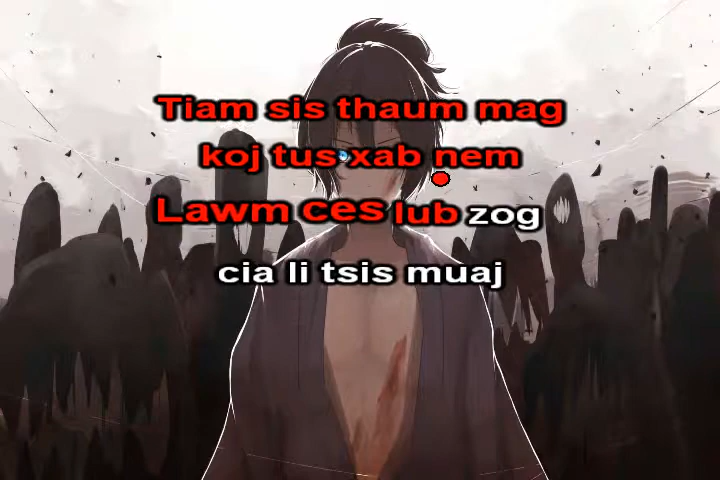 Tiam sis thaum mag
koj tus xab nem
Lawm ces lub zog
cia li tsis muaj